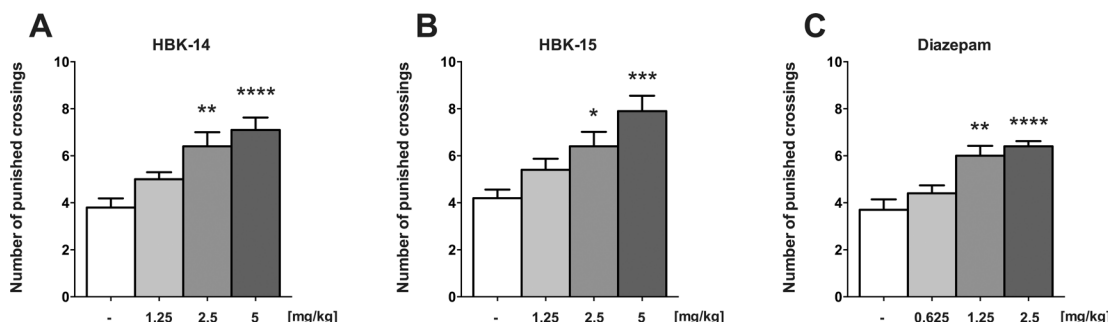 A
HBK-14
Number of punished crossings
10
8
6
4
2
0
**
****
- 1.25 2.5 5 [mg/kg]
B
HBK-15
Number of punished crossings
10
8
6
4
2
0
*
***
- 1.25 2.5 5 [mg/kg]
C
Diazepam
Number of punished crossings
10
8
6
4
2
0
**
****
- 0.625 1.25 2.5 [mg/kg]